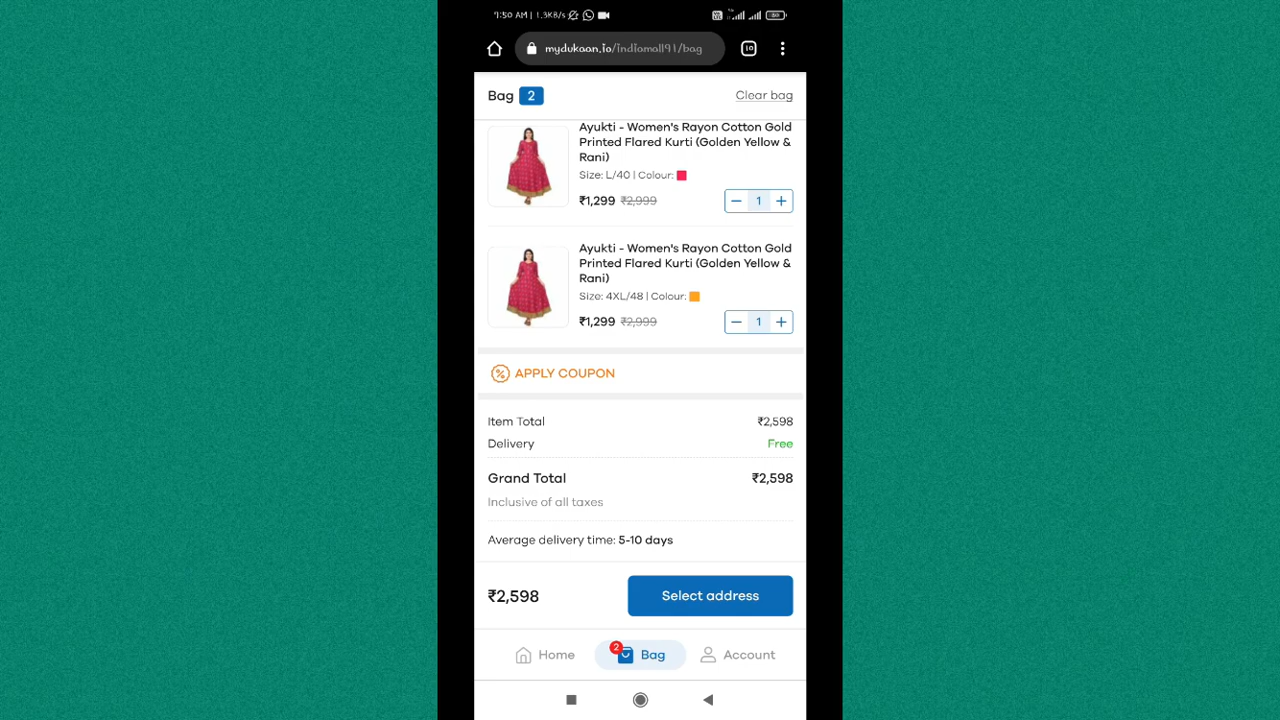 7:50 AM | 1.3KB/s
mydukaan.io/indiamall91/bag
10
Bag 2
Clear bag
Ayukti - Women's Rayon Cotton Gold
Printed Flared Kurti (Golden Yellow &
Rani)
Size: L/40 | Colour:
₹1,299 ₹2,999
− 1 +
Ayukti - Women's Rayon Cotton Gold
Printed Flared Kurti (Golden Yellow &
Rani)
Size: 4XL/48 | Colour:
₹1,299 ₹2,999
− 1 +
APPLY COUPON
Item Total ₹2,598
Delivery Free
Grand Total ₹2,598
Inclusive of all taxes
Average delivery time: 5-10 days
₹2,598
Select address
Home
2 Bag
Account